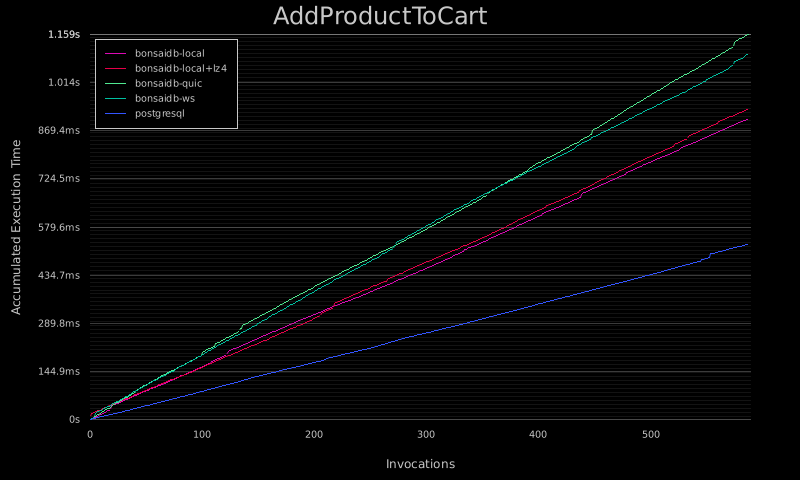 AddProductToCart
1.159s
1.014s
869.4ms
724.5ms
579.6ms
434.7ms
289.8ms
144.9ms
0s
Accumulated Execution Time
bonsaidb-local
bonsaidb-local+lz4
bonsaidb-quic
bonsaidb-ws
postgresql
0 100 200 300 400 500
Invocations